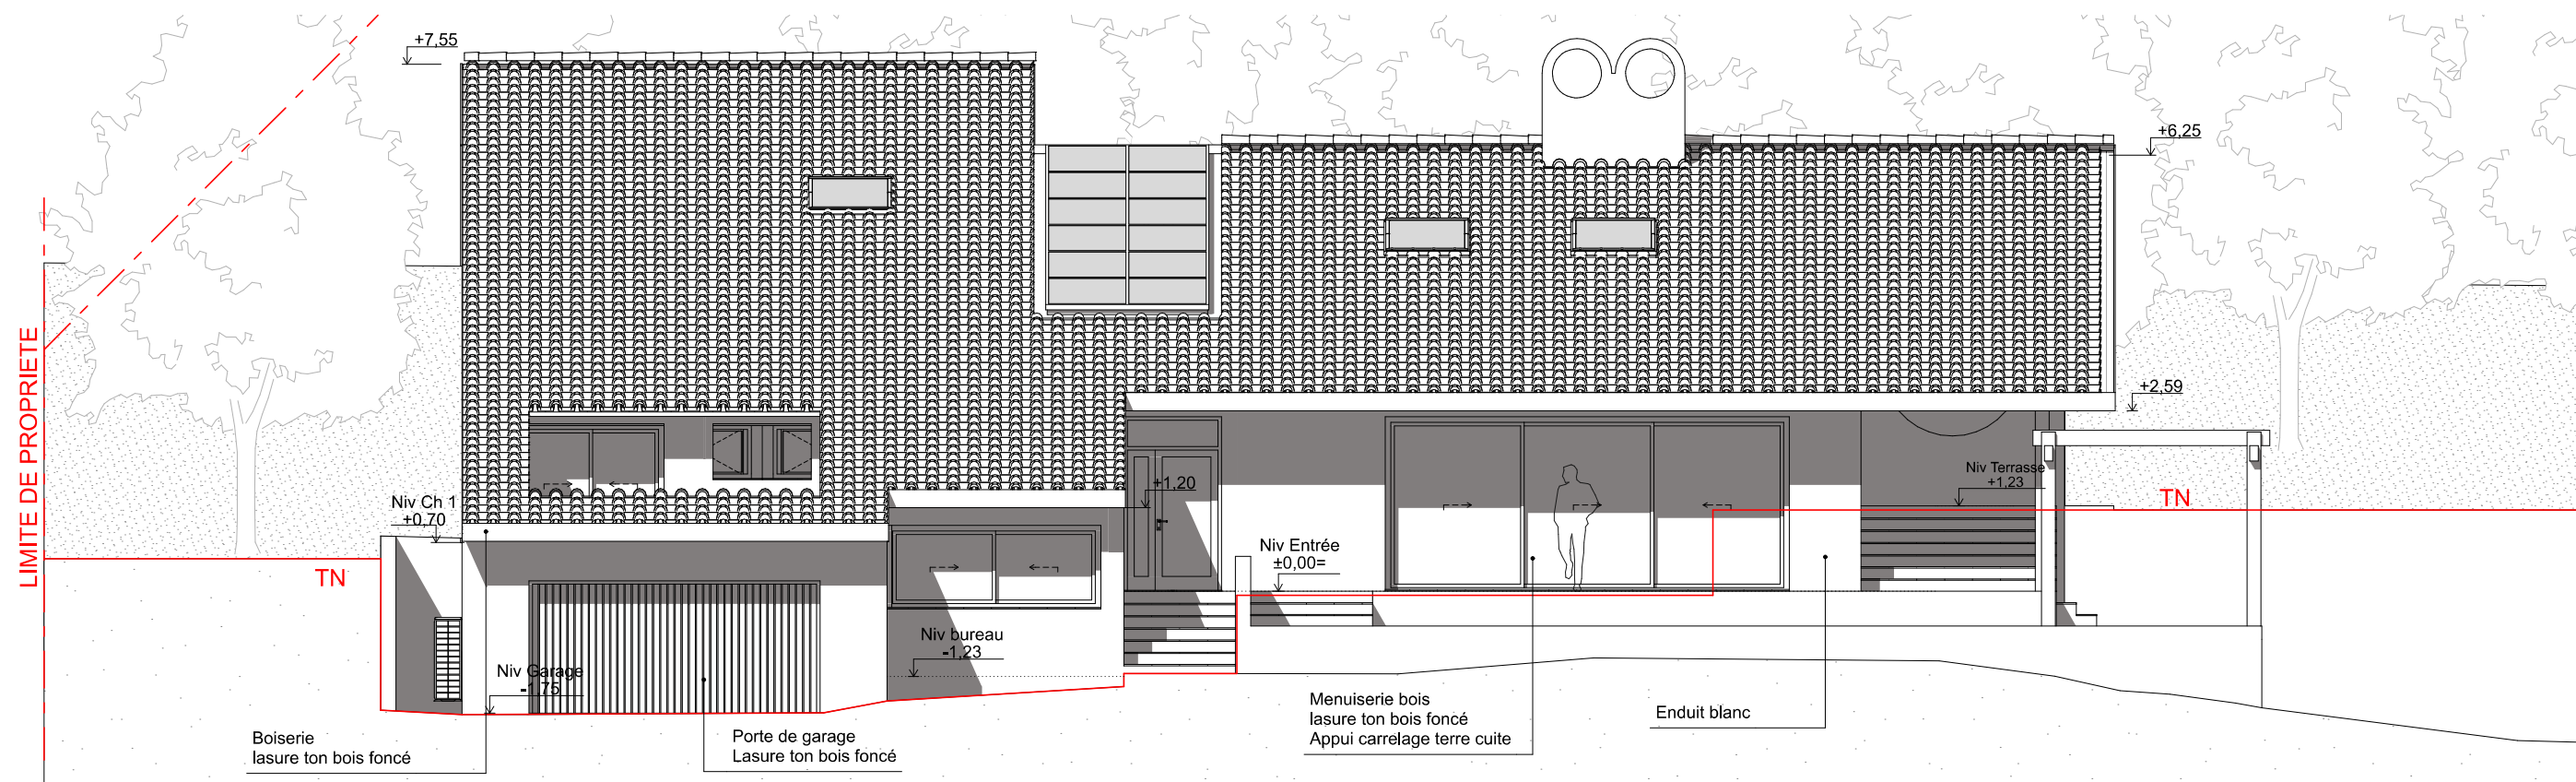 +7,55
+6,25
+2,59
LIMITE DE PROPRIETE
Niv Ch 1
+0,70
+1,20
Niv Terrasse
+1,23
TN
TN
Niv Entrée
±0,00=
Niv bureau
-1,23
Niv Garage
-1,75
Boiserie
lasure ton bois foncé
Porte de garage
Lasure ton bois foncé
Menuiserie bois
lasure ton bois foncé
Appui carrelage terre cuite
Enduit blanc